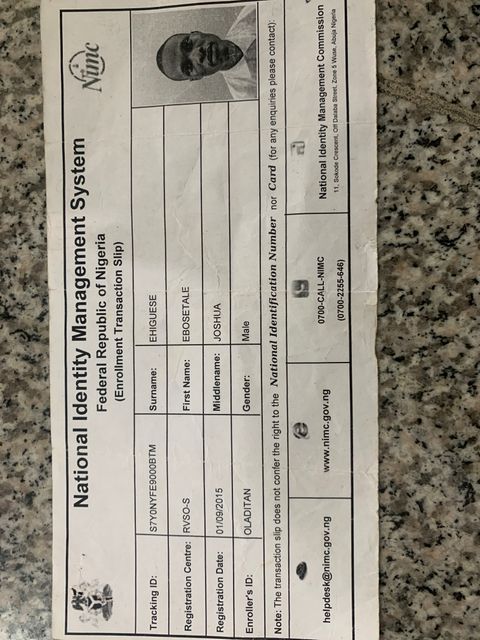 National Identity Management System
Federal Republic of Nigeria
(Enrollment Transaction Slip)
Nimc
Tracking ID: S7Y0NYFE9000BTM Surname: EHIGUESE
Registration Centre: RVSO-S First Name: EBOSETALE
Registration Date: 01/09/2015 Middlename: JOSHUA
Enroller's ID: OLADITAN Gender: Male
Note: The transaction slip does not confer the right to the National Identification Number nor Card (for any enquiries please contact):
helpdesk@nimc.gov.ng
www.nimc.gov.ng
0700-CALL-NIMC
(0700-2255-646)
National Identity Management Commission
11, Sokode Crescent, Off Dalaba Street, Zone 5 Wuse, Abuja Nigeria